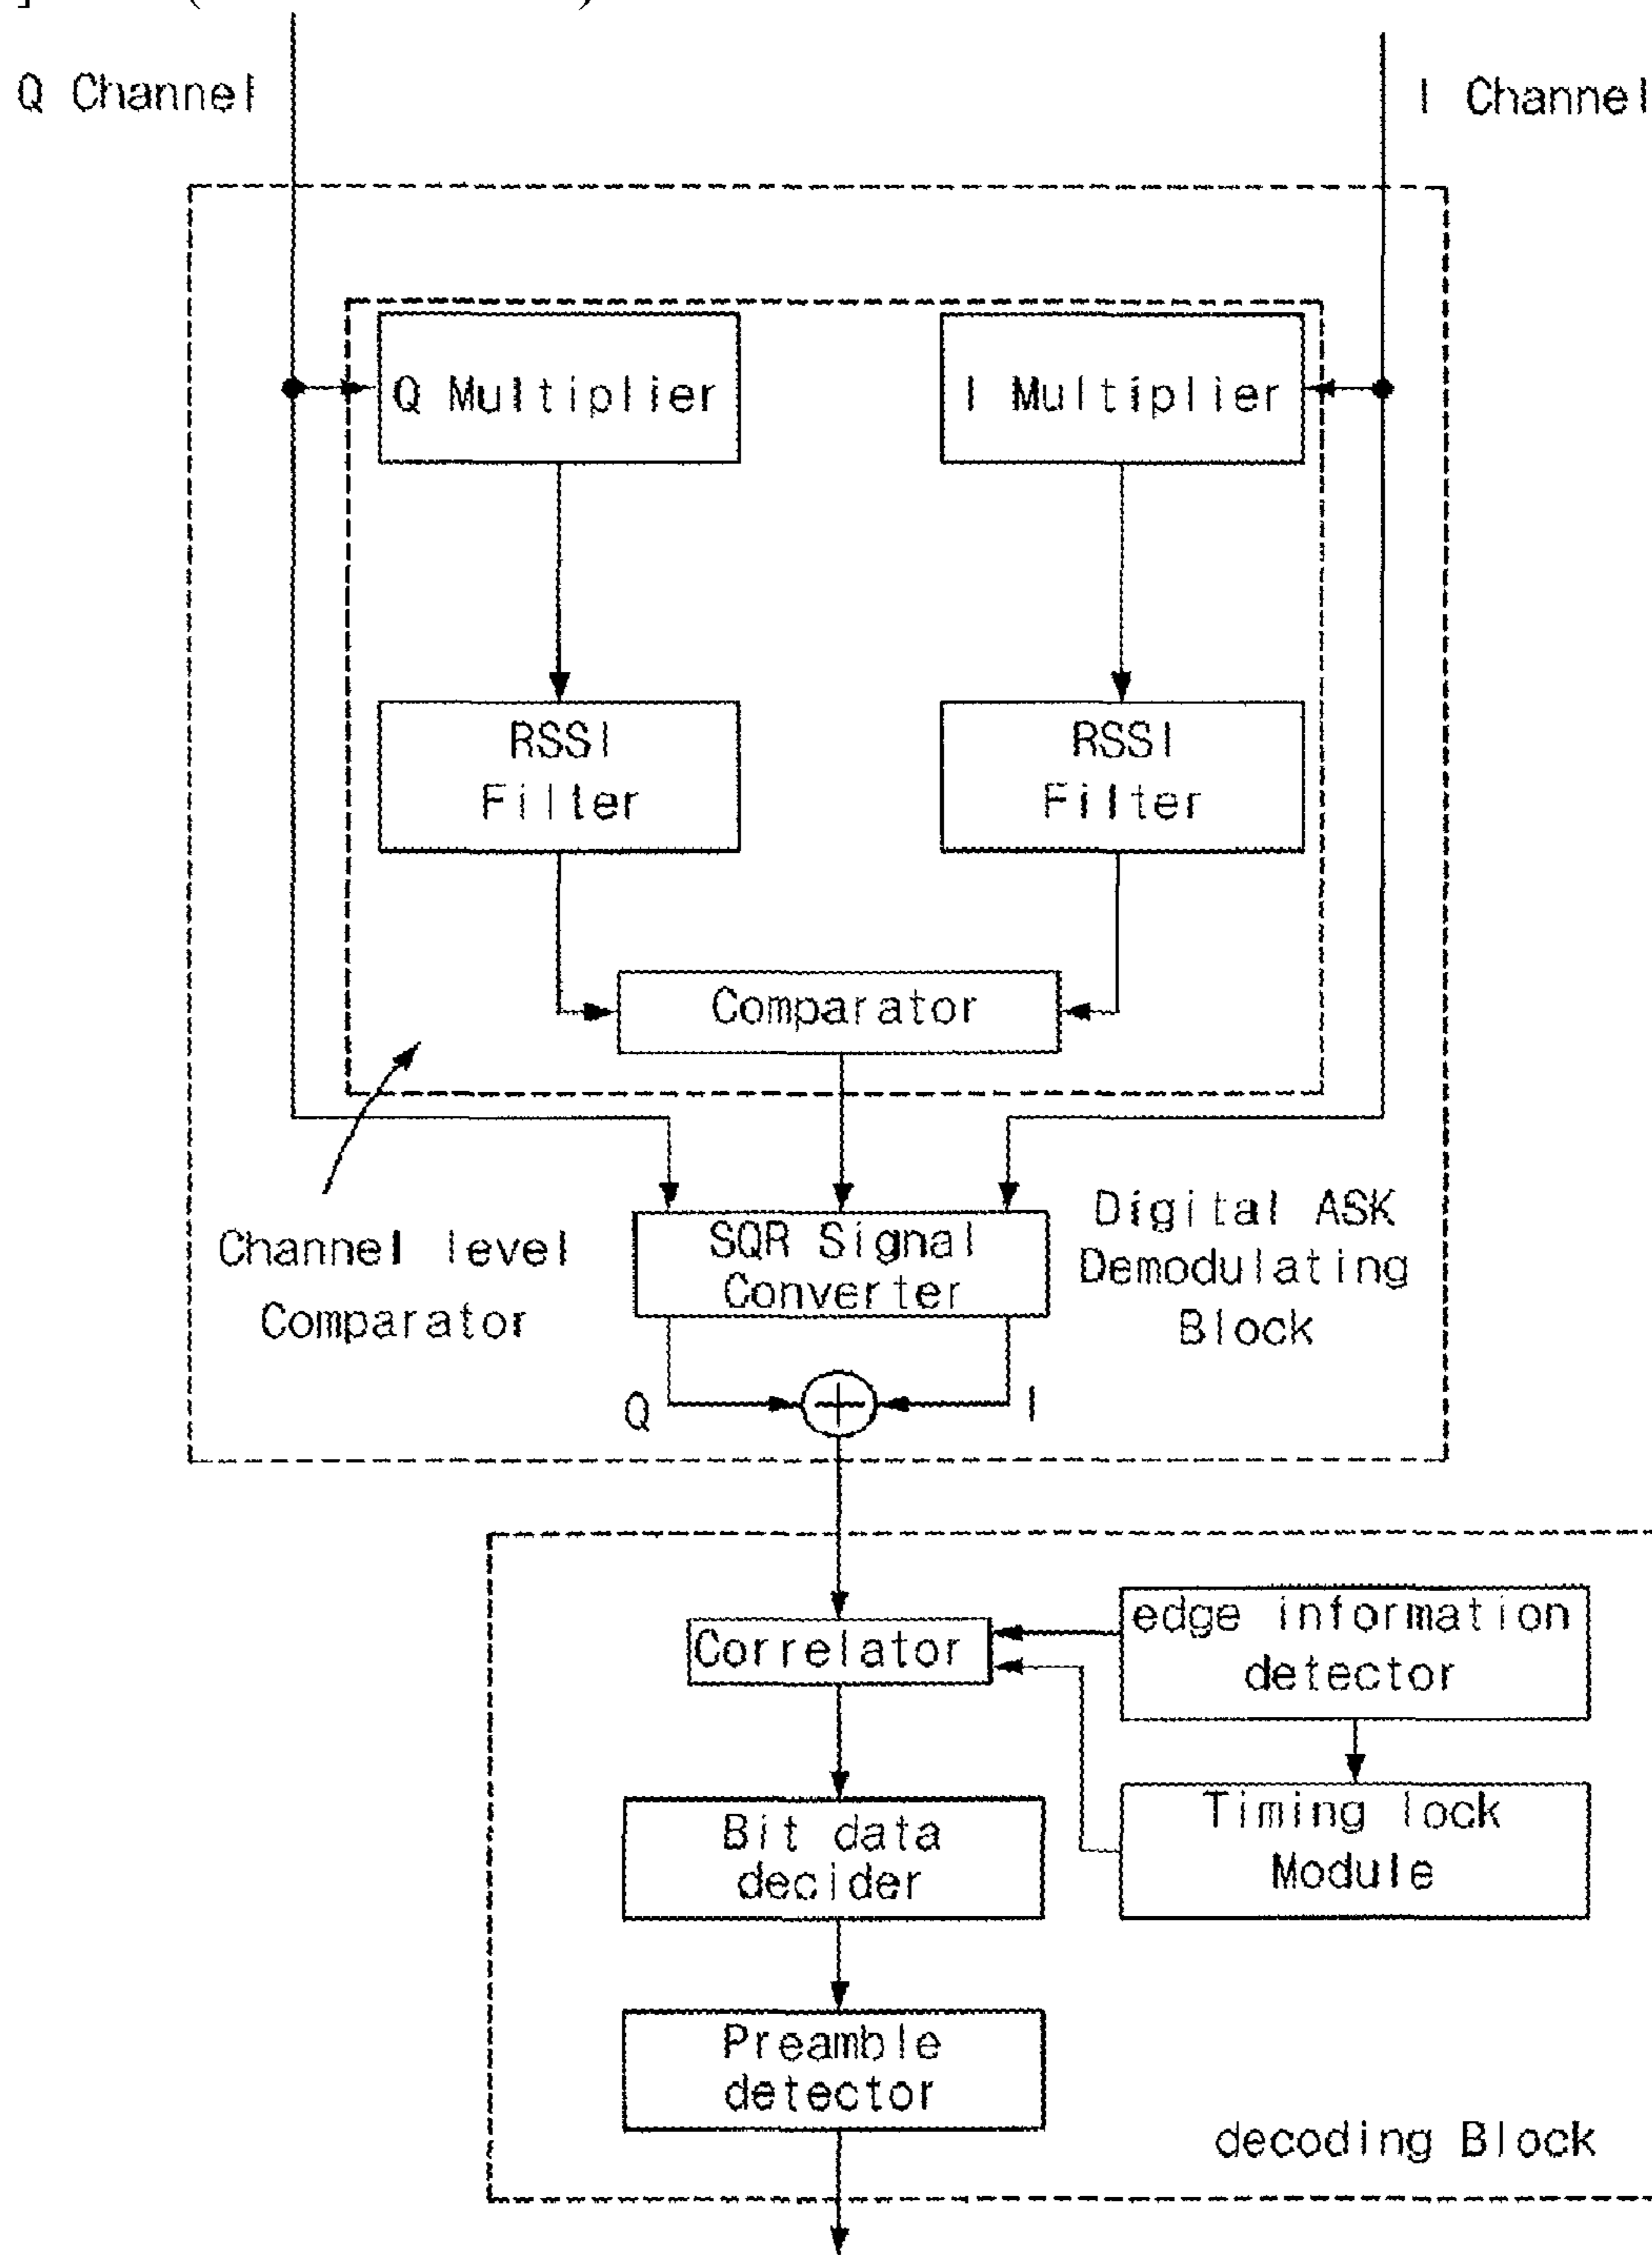 Q Channel
I Channel
Q Multiplier
I Multiplier
RSSI
Filter
RSSI
Filter
Comparator
Channel level
Comparator
SQR Signal
Converter
Digital ASK
Demodulating
Block
Q
I
Correlator
edge information
detector
Timing lock
Module
Bit data
decider
Preamble
detector
decoding Block